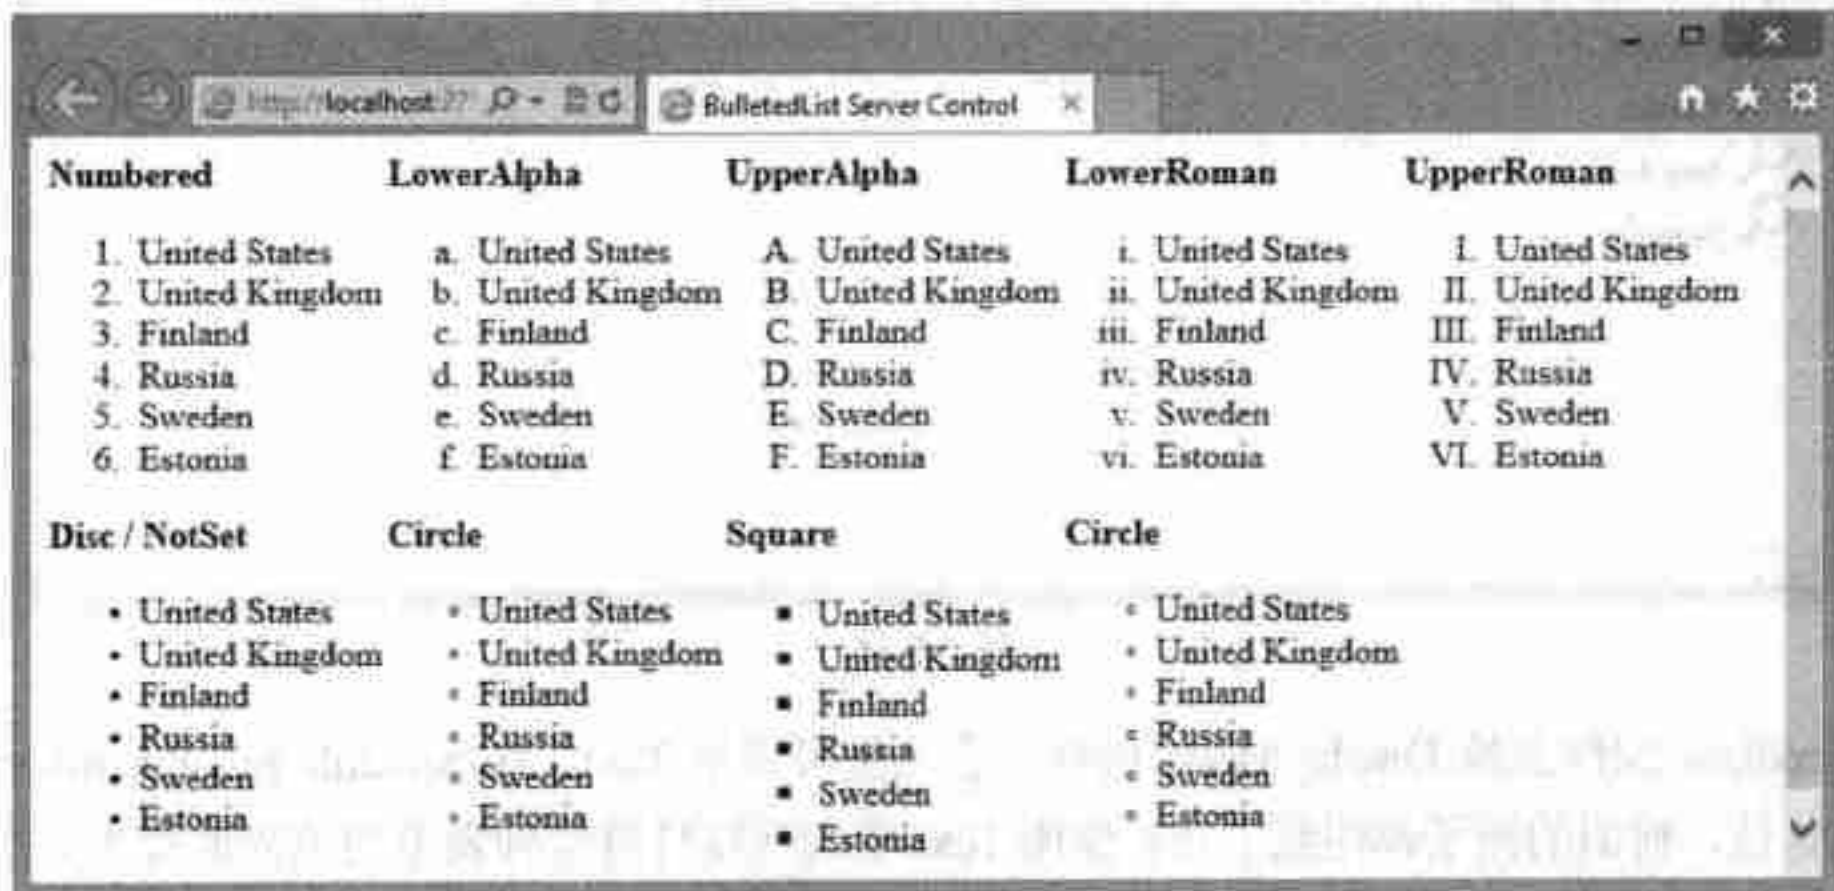 http://localhost:??
BulletedList Server Control
Numbered LowerAlpha UpperAlpha LowerRoman UpperRoman
1. United States a. United States A. United States i. United States I. United States
2. United Kingdom b. United Kingdom B. United Kingdom ii. United Kingdom II. United Kingdom
3. Finland c. Finland C. Finland iii. Finland III. Finland
4. Russia d. Russia D. Russia iv. Russia IV. Russia
5. Sweden e. Sweden E. Sweden v. Sweden V. Sweden
6. Estonia f. Estonia F. Estonia vi. Estonia VI. Estonia
Disc / NotSet Circle Square Circle
• United States ◦ United States ▪ United States ◦ United States
• United Kingdom ◦ United Kingdom ▪ United Kingdom ◦ United Kingdom
• Finland ◦ Finland ▪ Finland ◦ Finland
• Russia ◦ Russia ▪ Russia ◦ Russia
• Sweden ◦ Sweden ▪ Sweden ◦ Sweden
• Estonia ◦ Estonia ▪ Estonia ◦ Estonia